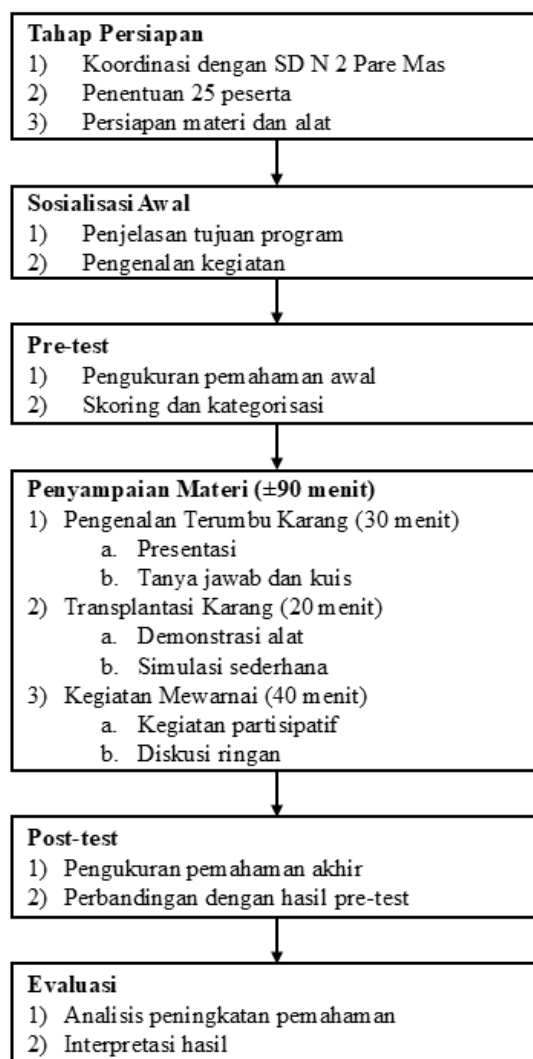 Tahap Persiapan
1) Koordinasi dengan SD N 2 Pare Mas
2) Penentuan 25 peserta
3) Persiapan materi dan alat
Sosialisasi Awal
1) Penjelasan tujuan program
2) Pengenalan kegiatan
Pre-test
1) Pengukuran pemahaman awal
2) Skoring dan kategorisasi
Penyampaian Materi (±90 menit)
1) Pengenalan Terumbu Karang (30 menit)
a. Presentasi
b. Tanya jawab dan kuis
2) Transplantasi Karang (20 menit)
a. Demonstrasi alat
b. Simulasi sederhana
3) Kegiatan Mewarnai (40 menit)
a. Kegiatan partisipatif
b. Diskusi ringan
Post-test
1) Pengukuran pemahaman akhir
2) Perbandingan dengan hasil pre-test
Evaluasi
1) Analisis peningkatan pemahaman
2) Interpretasi hasil